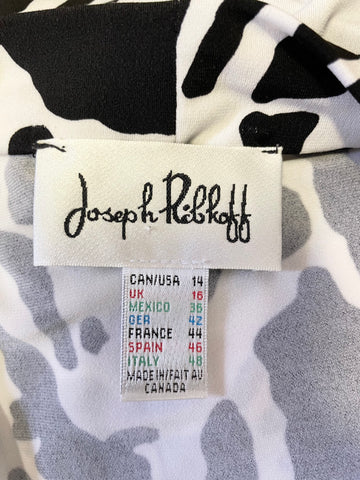 Joseph Ribkoff
CAN/USA 14
UK 16
MEXICO 36
GER 42
FRANCE 44
SPAIN 46
ITALY 48
MADE IN/FAIT AU
CANADA